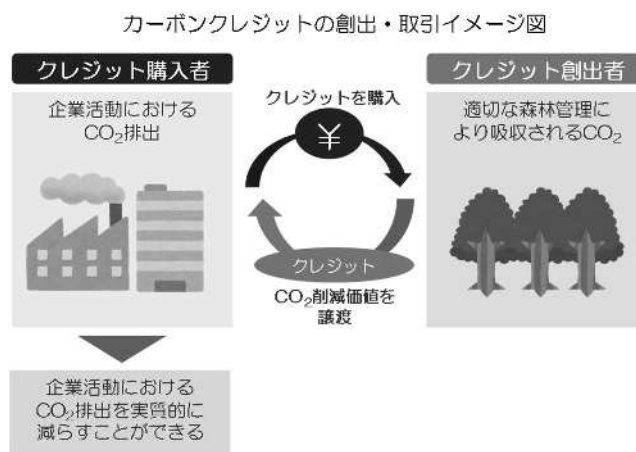 カーボンクレジットの創出・取引イメージ図
クレジット購入者
企業活動における
CO₂排出
クレジットを購入
¥
クレジット
CO₂削減価値を
譲渡
クレジット創出者
適切な森林管理に
より吸収されるCO₂
企業活動における
CO₂排出を実質的に
減らすことができる